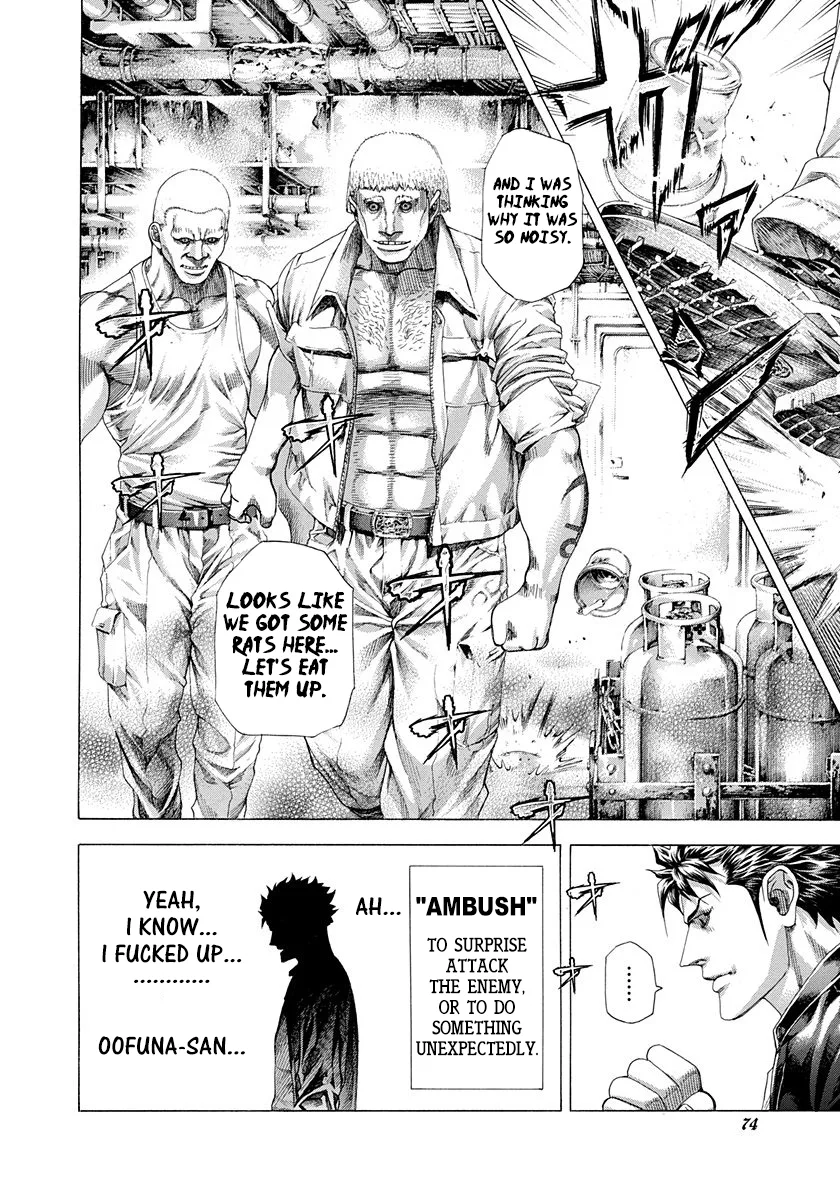 AND I WAS
THINKING
WHY IT WAS
SO NOISY.
LOOKS LIKE
WE GOT SOME
RATS HERE...
LET'S EAT
THEM UP.
"AMBUSH"
TO SURPRISE
ATTACK
THE ENEMY,
OR TO DO
SOMETHING
UNEXPECTEDLY.
AH...
YEAH,
I KNOW...
I FUCKED UP...
............
OOFUNA-SAN...
74